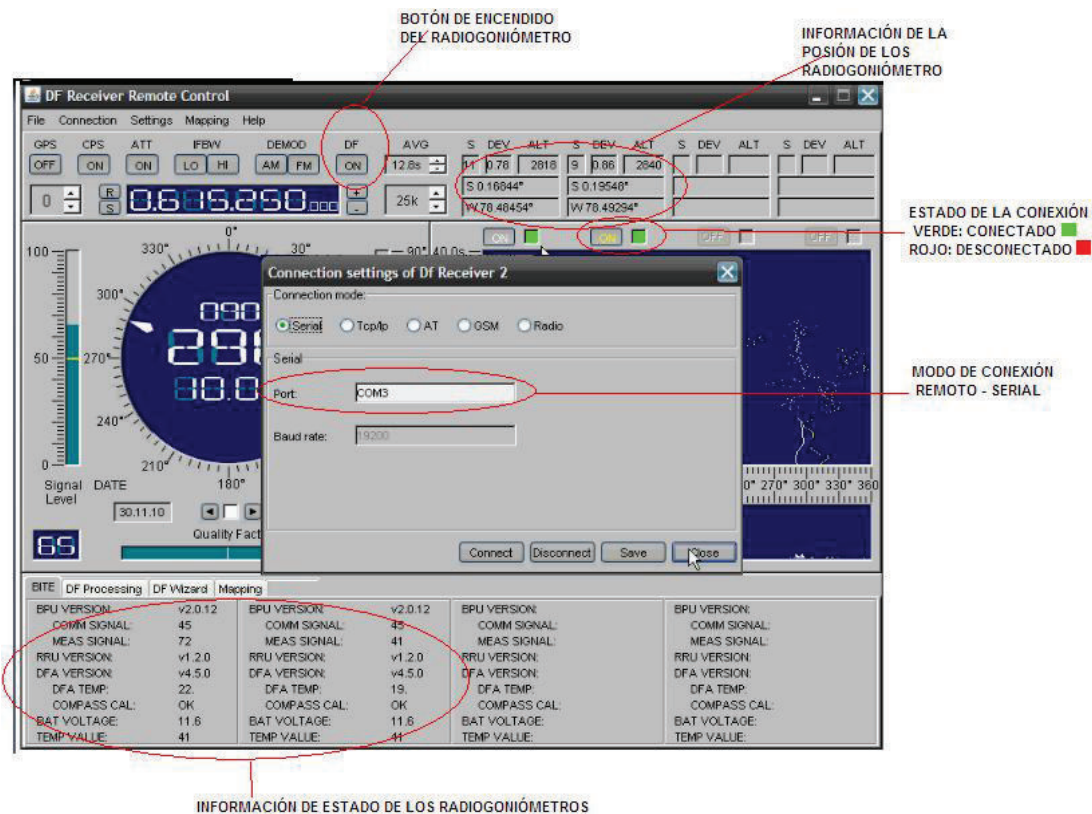 BOTÓN DE ENCENDIDO
DEL RADIOGONIÓMETRO
INFORMACIÓN DE LA
POSIÓN DE LOS
RADIOGONIÓMETRO
DF Receiver Remote Control
File Connection Settings Mapping Help
GPS CPS ATT IFBW DEMOD DF AVG S DEV ALT S DEV ALT S DEV ALT S DEV ALT
OFF ON ON LO HI AM FM ON 12.8s 11 0.78 2818 9 0.86 2840
0 R S 0.615.250.000 + - 25k
S 0.16844° S 0.19546°
W 78.48454° W 78.49294°
ON ON OFF OFF
ESTADO DE LA CONEXIÓN
VERDE: CONECTADO
ROJO: DESCONECTADO
100 50 0
0° 30° 180° 210° 240° 270° 300° 330°
90° 40.0s
Connection settings of Df Receiver 2
Connection mode:
Serial Tcp/Ip AT GSM Radio
Serial
Port: COM3
Baud rate: 19200
Connect Disconnect Save Close
MODO DE CONEXIÓN
REMOTO - SERIAL
090
10.0
0° 270° 300° 330° 360
Signal
Level
DATE
30.11.10
65
Quality Fact
BITE DF Processing DF Wizard Mapping
BPU VERSION: v2.0.12 BPU VERSION: v2.0.12 BPU VERSION: BPU VERSION:
COMM SIGNAL: 45 COMM SIGNAL: 45 COMM SIGNAL: COMM SIGNAL:
MEAS SIGNAL: 72 MEAS SIGNAL: 41 MEAS SIGNAL: MEAS SIGNAL:
RRU VERSION: v1.2.0 RRU VERSION: v1.2.0 RRU VERSION: RRU VERSION:
DFA VERSION: v4.5.0 DFA VERSION: v4.5.0 DFA VERSION: DFA VERSION:
DFA TEMP: 22. DFA TEMP: 19. DFA TEMP: DFA TEMP:
COMPASS CAL: OK COMPASS CAL: OK COMPASS CAL: COMPASS CAL:
BAT VOLTAGE: 11.6 BAT VOLTAGE: 11.6 BAT VOLTAGE: BAT VOLTAGE:
TEMP VALUE: 41 TEMP VALUE: 41 TEMP VALUE: TEMP VALUE:
INFORMACIÓN DE ESTADO DE LOS RADIOGONIÓMETROS